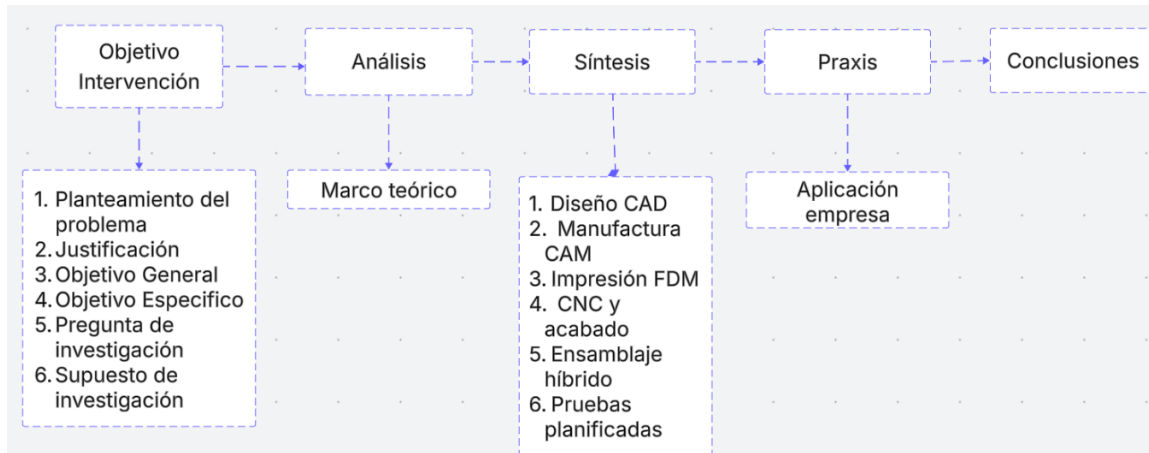 Objetivo
Intervención
Análisis
Síntesis
Praxis
Conclusiones
1. Planteamiento del
problema
2. Justificación
3. Objetivo General
4. Objetivo Especifico
5. Pregunta de
investigación
6. Supuesto de
investigación
Marco teórico
1. Diseño CAD
2. Manufactura
CAM
3. Impresión FDM
4. CNC y
acabado
5. Ensamblaje
híbrido
6. Pruebas
planificadas
Aplicación
empresa